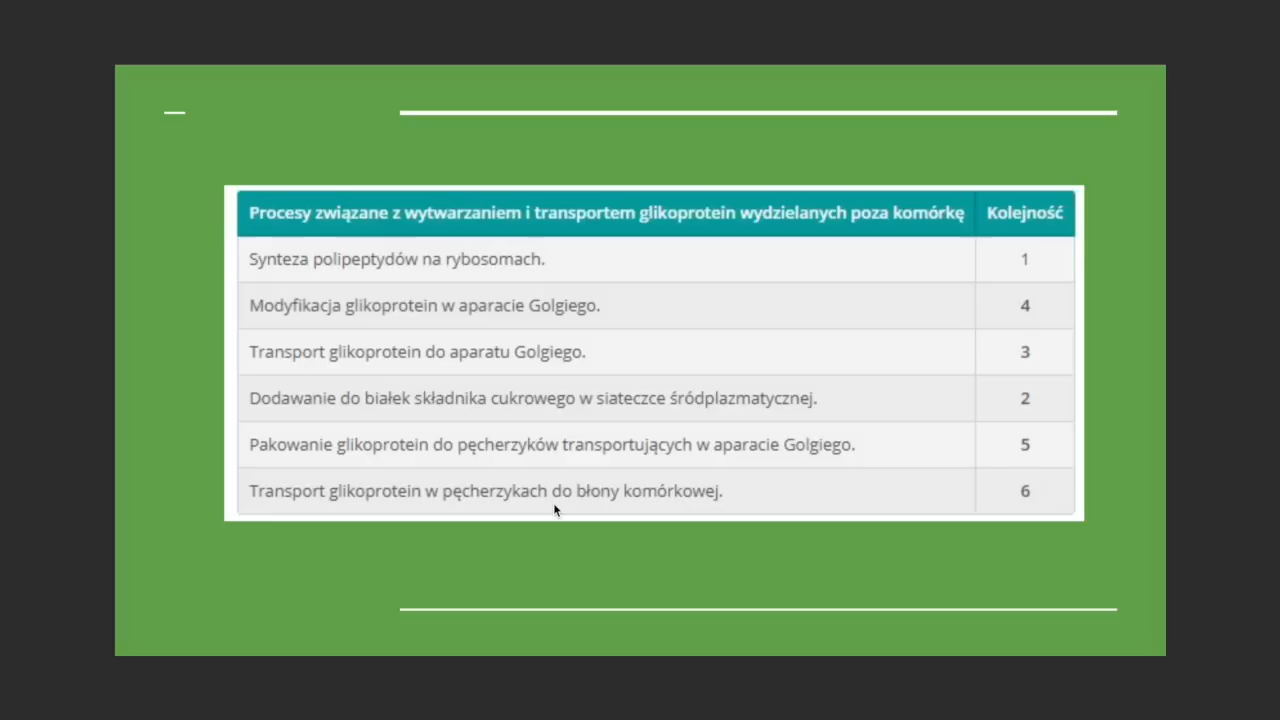 Procesy związane z wytwarzaniem i transportem glikoprotein wydzielanych poza komórkę Kolejność
Synteza polipeptydów na rybosomach. 1
Modyfikacja glikoprotein w aparacie Golgiego. 4
Transport glikoprotein do aparatu Golgiego. 3
Dodawanie do białek składnika cukrowego w siateczce śródplazmatycznej. 2
Pakowanie glikoprotein do pęcherzyków transportujących w aparacie Golgiego. 5
Transport glikoprotein w pęcherzykach do błony komórkowej. 6